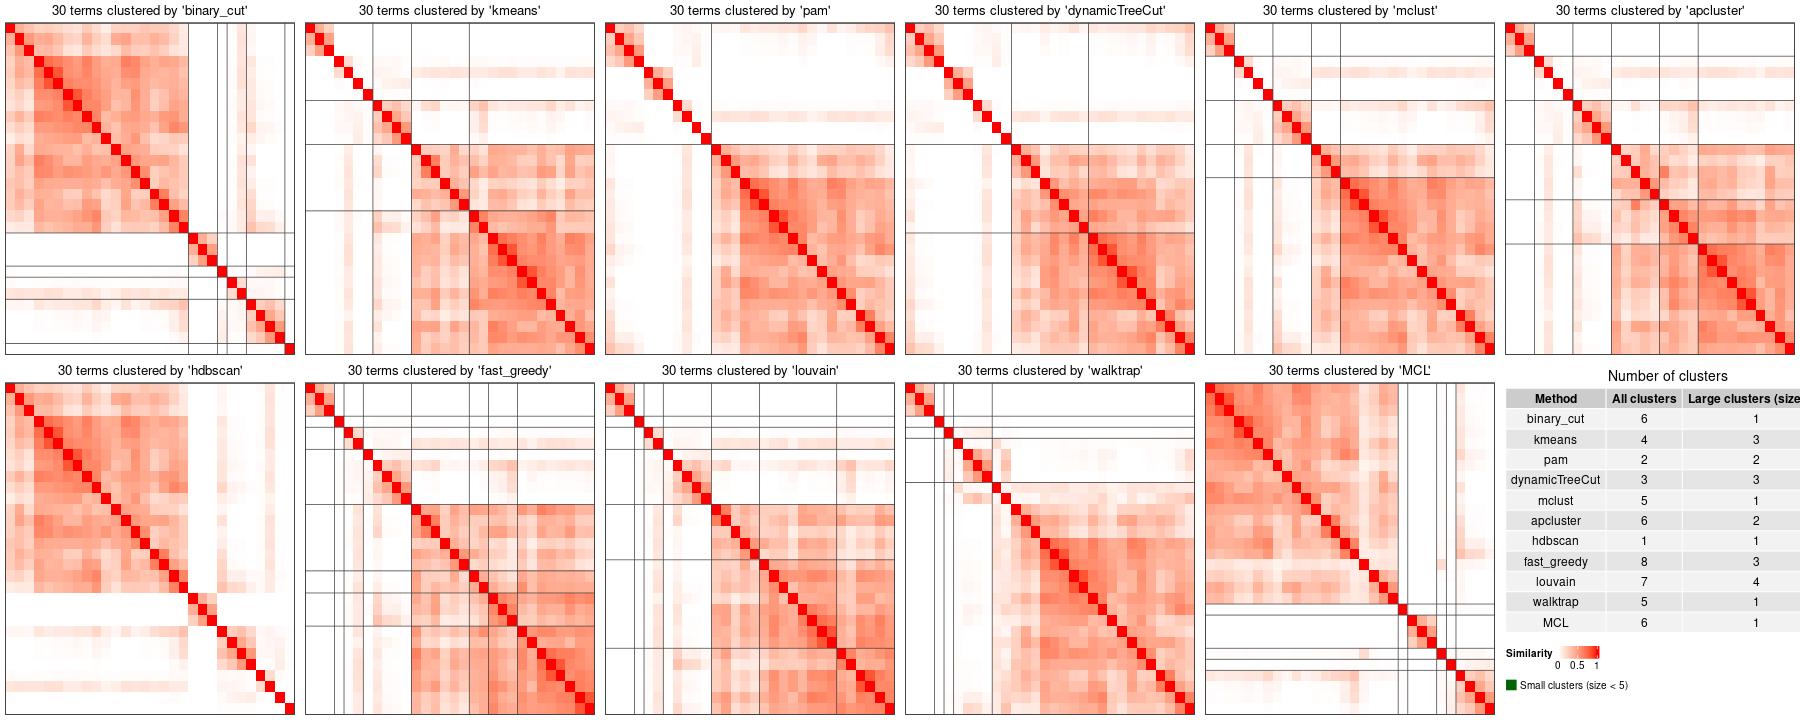 30 terms clustered by 'binary_cut'
30 terms clustered by 'kmeans'
30 terms clustered by 'pam'
30 terms clustered by 'dynamicTreeCut'
30 terms clustered by 'mclust'
30 terms clustered by 'apcluster'
30 terms clustered by 'hdbscan'
30 terms clustered by 'fast_greedy'
30 terms clustered by 'louvain'
30 terms clustered by 'walktrap'
30 terms clustered by 'MCL'
Number of clusters
Method All clusters Large clusters (size
binary_cut 6 1
kmeans 4 3
pam 2 2
dynamicTreeCut 3 3
mclust 5 1
apcluster 6 2
hdbscan 1 1
fast_greedy 8 3
louvain 7 4
walktrap 5 1
MCL 6 1
Similarity
0 0.5 1
Small clusters (size < 5)